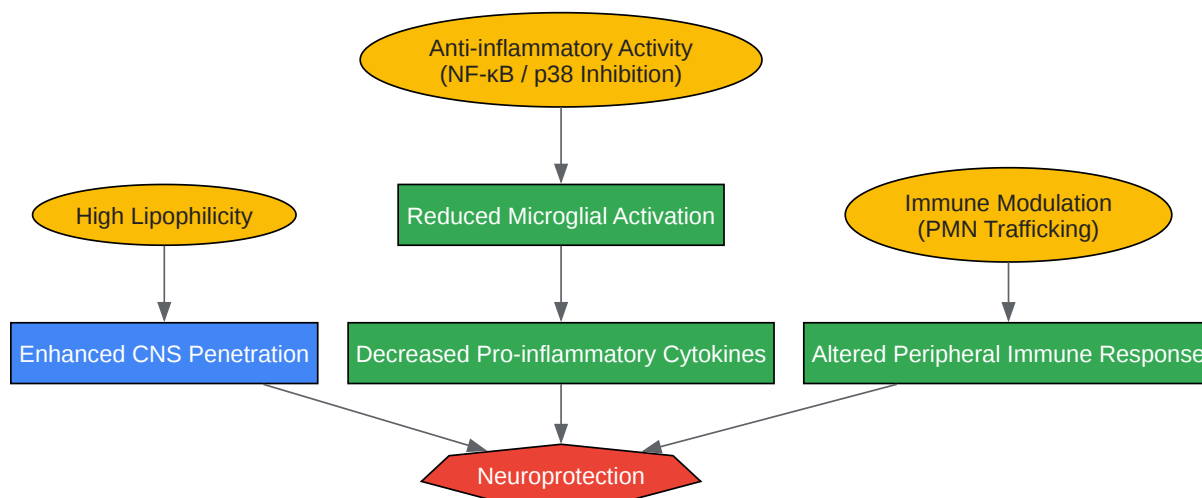 Anti-inflammatory Activity
(NF-κB / p38 Inhibition)
High Lipophilicity
Reduced Microglial Activation
Immune Modulation
(PMN Trafficking)
Enhanced CNS Penetration
Decreased Pro-inflammatory Cytokines
Altered Peripheral Immune Response
Neuroprotection